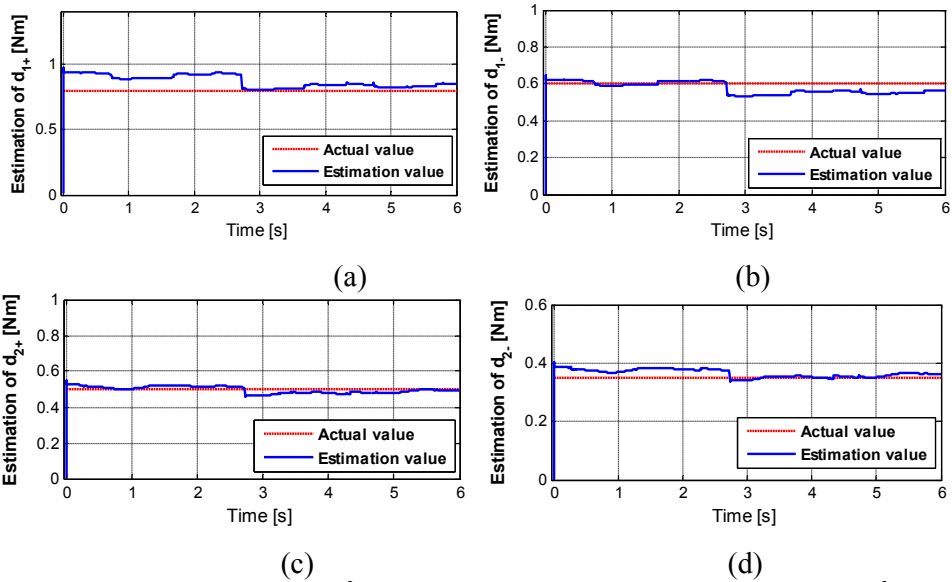 Estimation of d1+ [Nm]
1
0.5
0
0 1 2 3 4 5 6
Time [s]
Actual value
Estimation value
(a)
Estimation of d1- [Nm]
1
0.8
0.6
0.4
0.2
0
0 1 2 3 4 5 6
Time [s]
Actual value
Estimation value
(b)
Estimation of d2+ [Nm]
1
0.8
0.6
0.4
0.2
0
0 1 2 3 4 5 6
Time [s]
Actual value
Estimation value
(c)
Estimation of d2- [Nm]
0.6
0.4
0.2
0
0 1 2 3 4 5 6
Time [s]
Actual value
Estimation value
(d)